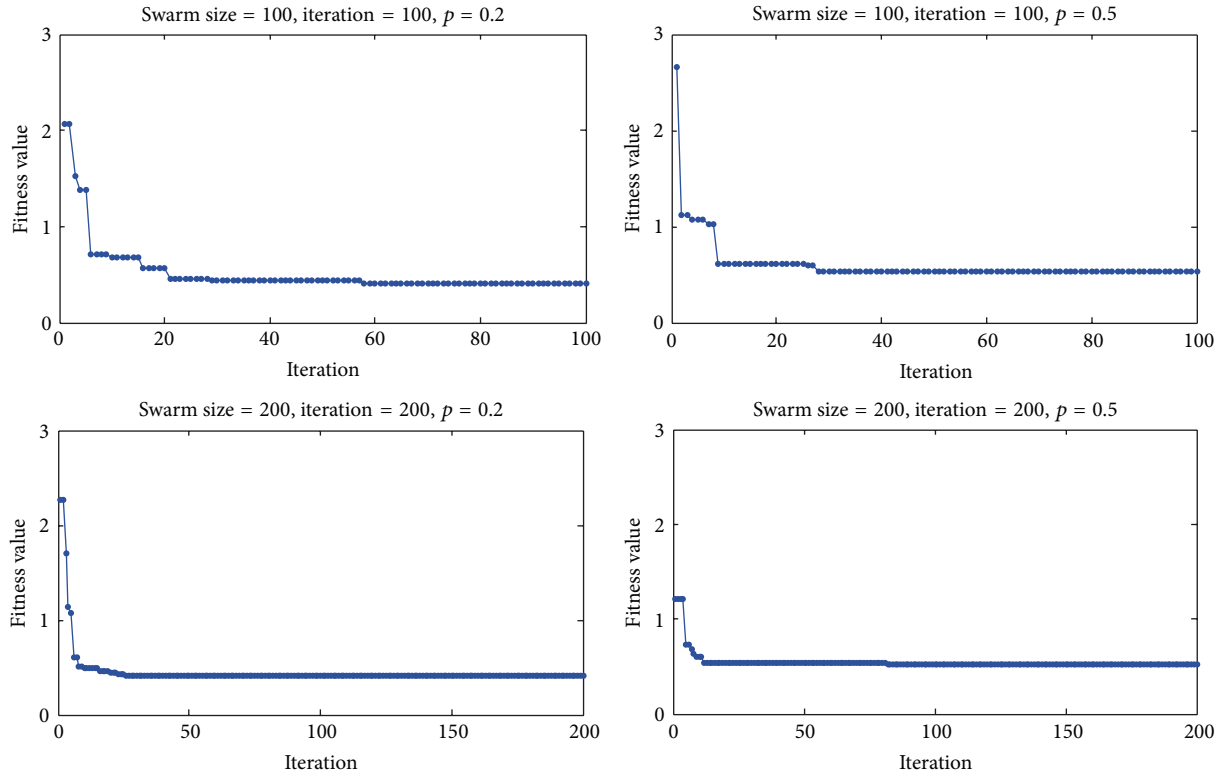 Swarm size = 100, iteration = 100, p = 0.2
3
2
1
0
Fitness value
0 20 40 60 80 100
Iteration
Swarm size = 100, iteration = 100, p = 0.5
3
2
1
0
Fitness value
0 20 40 60 80 100
Iteration
Swarm size = 200, iteration = 200, p = 0.2
3
2
1
0
Fitness value
0 50 100 150 200
Iteration
Swarm size = 200, iteration = 200, p = 0.5
3
2
1
0
Fitness value
0 50 100 150 200
Iteration